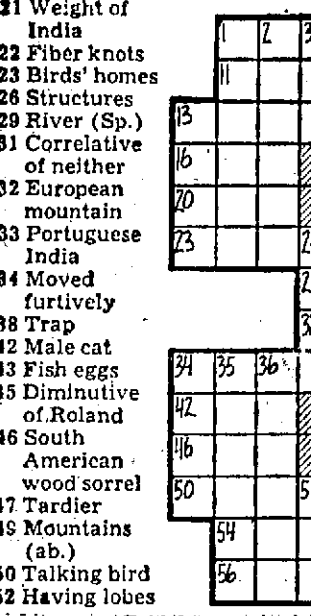 21 Weight of
India
22 Fiber knots
23 Birds' homes
26 Structures
29 River (Sp.)
31 Correlative
of neither
32 European
mountain
33 Portuguese
India
34 Moved
furtively
38 Trap
42 Male cat
43 Fish eggs
45 Diminutive
of Roland
46 South
American
wood sorrel
47 Tardier
49 Mountains
(ab.)
50 Talking bird
52 Having lobes
1 2 3
11
13
16
20
23
34 35 36
42
46
50
54
56